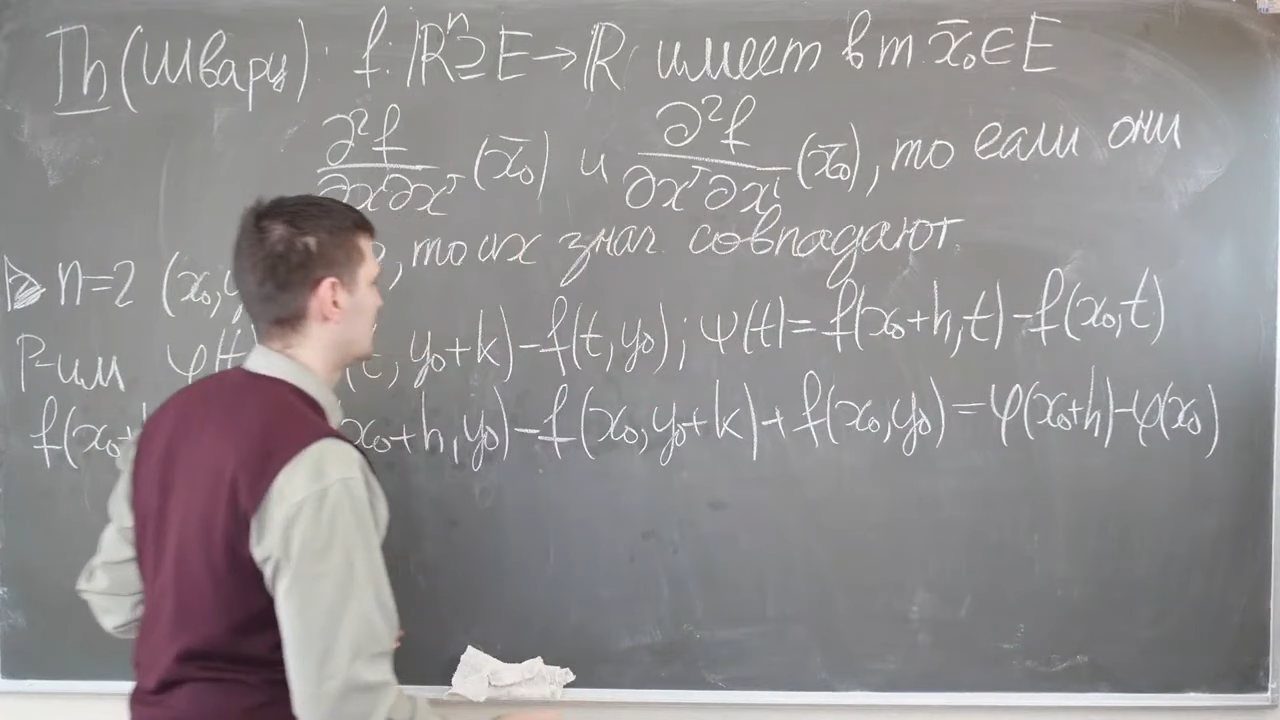 Th (Шварц): f: ℝⁿ ⊇ E → ℝ имеет в т. x̄₀ ∈ E
∂²f/∂xⁱ∂xʲ (x̄₀) и ∂²f/∂xʲ∂xⁱ (x̄₀), то если они
, то их знач. совпадают.
▷ n=2 (x₀, y
Р-им φ(t , y₀+k) − f(t, y₀); ψ(t) = f(x₀+h, t) − f(x₀, t)
f(x₀+ x₀+h, y₀) − f(x₀, y₀+k) + f(x₀, y₀) = φ(x₀+h) − φ(x₀)